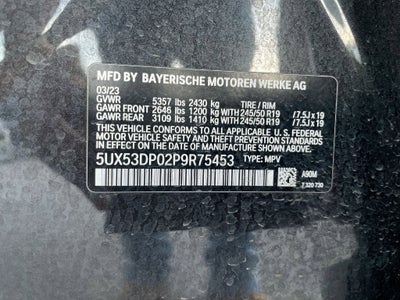 MFD BY BAYERISCHE MOTOREN WERKE AG
03/23
GVWR 5357 lbs 2430 kg TIRE / RIM
GAWR FRONT 2646 lbs 1200 kg WITH 245/50 R19 /7.5J x 19
GAWR REAR 3109 lbs 1410 kg WITH 245/50 R19 /7.5J x 19
THIS VEHICLE CONFORMS TO ALL APPLICABLE
U.S. FEDERAL MOTOR VEHICLE SAFETY
AND THEFT PREVENTION STANDARDS IN EFFECT
ON THE DATE OF MANUFACTURE SHOWN ABOVE.
5UX53DP02P9R75453 TYPE: MPV
A90M
7 320 730